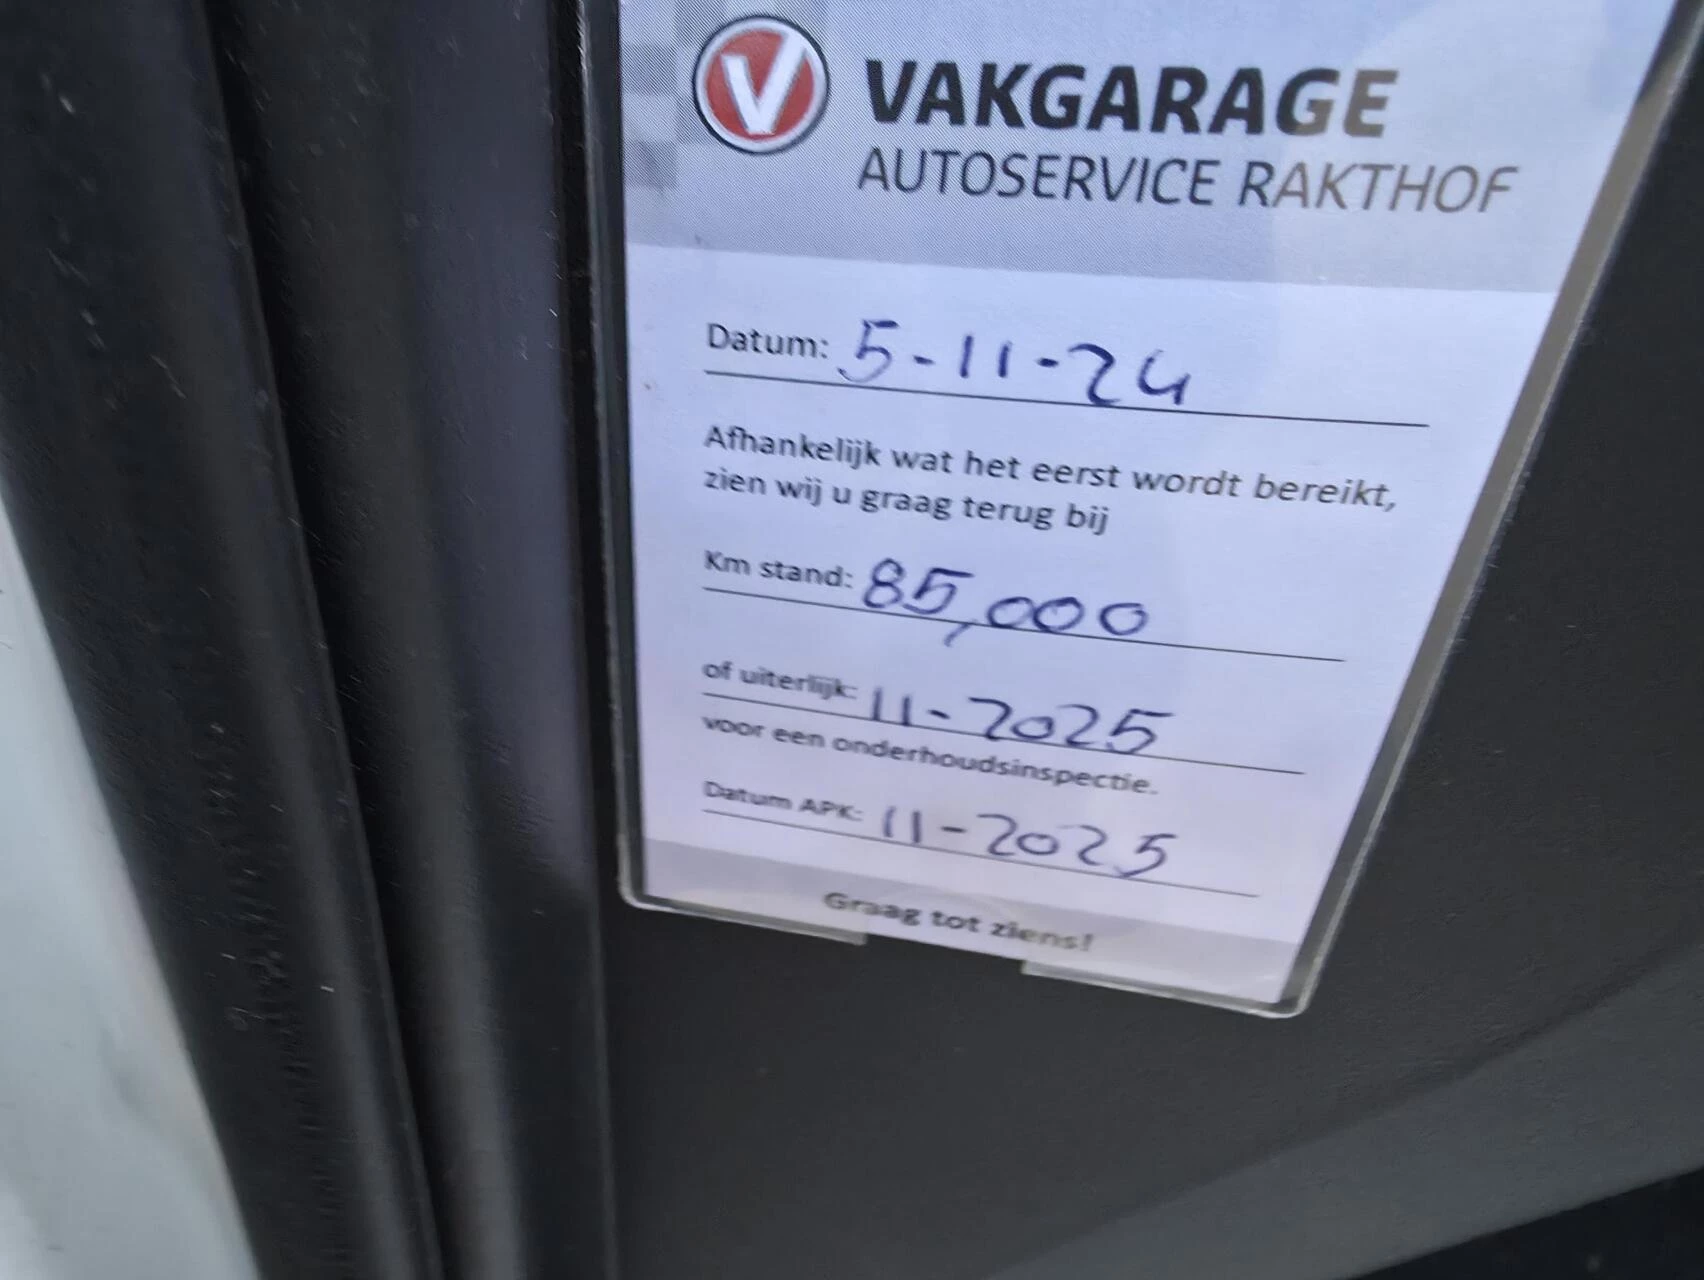 V VAKGARAGE
AUTOSERVICE RAKTHOF
Datum: 5-11-24
Afhankelijk wat het eerst wordt bereikt,
zien wij u graag terug bij
Km stand: 85,000
of uiterlijk: 11-2025
voor een onderhoudsinspectie.
Datum APK: 11-2025
Graag tot ziens!